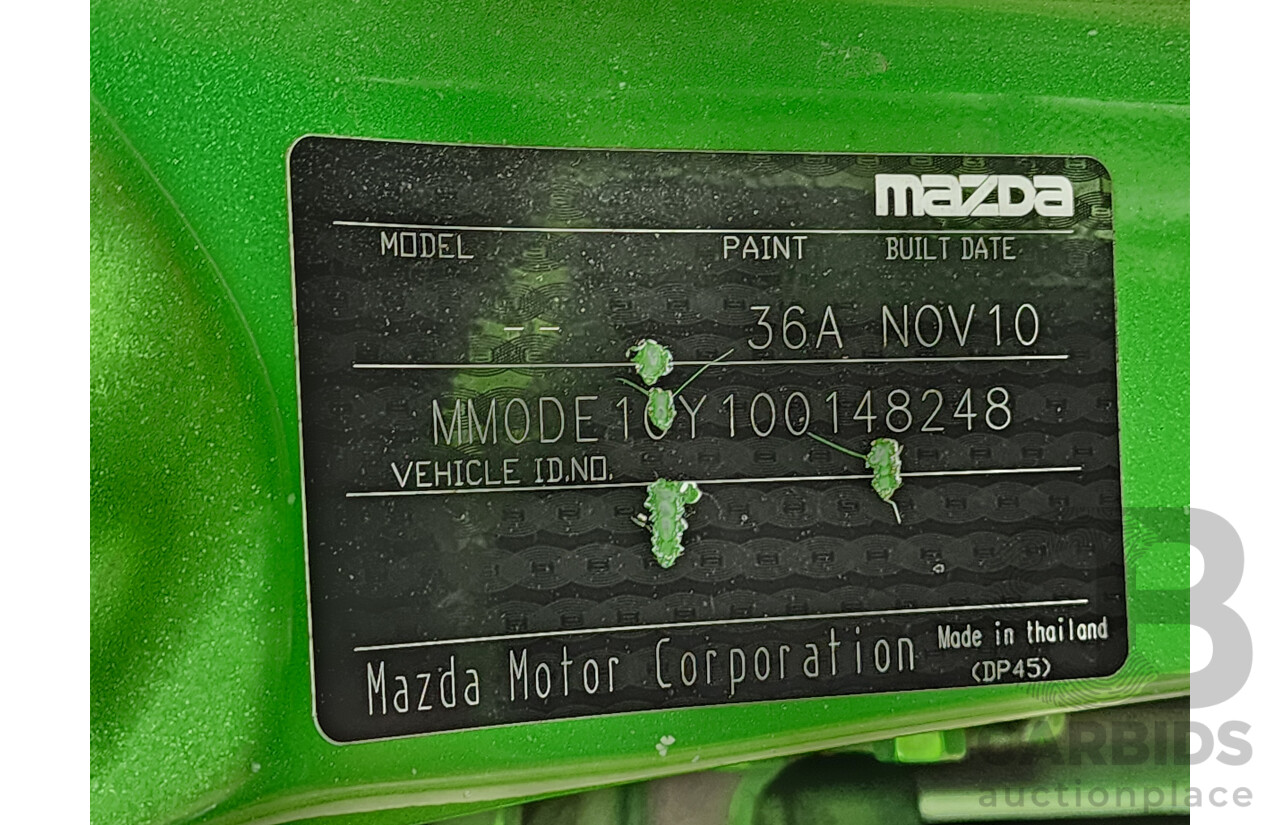 mazda
MODEL PAINT BUILT DATE
-- 36A NOV10
MM0DE10Y100148248
VEHICLE ID.NO.
Mazda Motor Corporation Made in thailand
(DP45)
B
CARBIDS
auctionplace